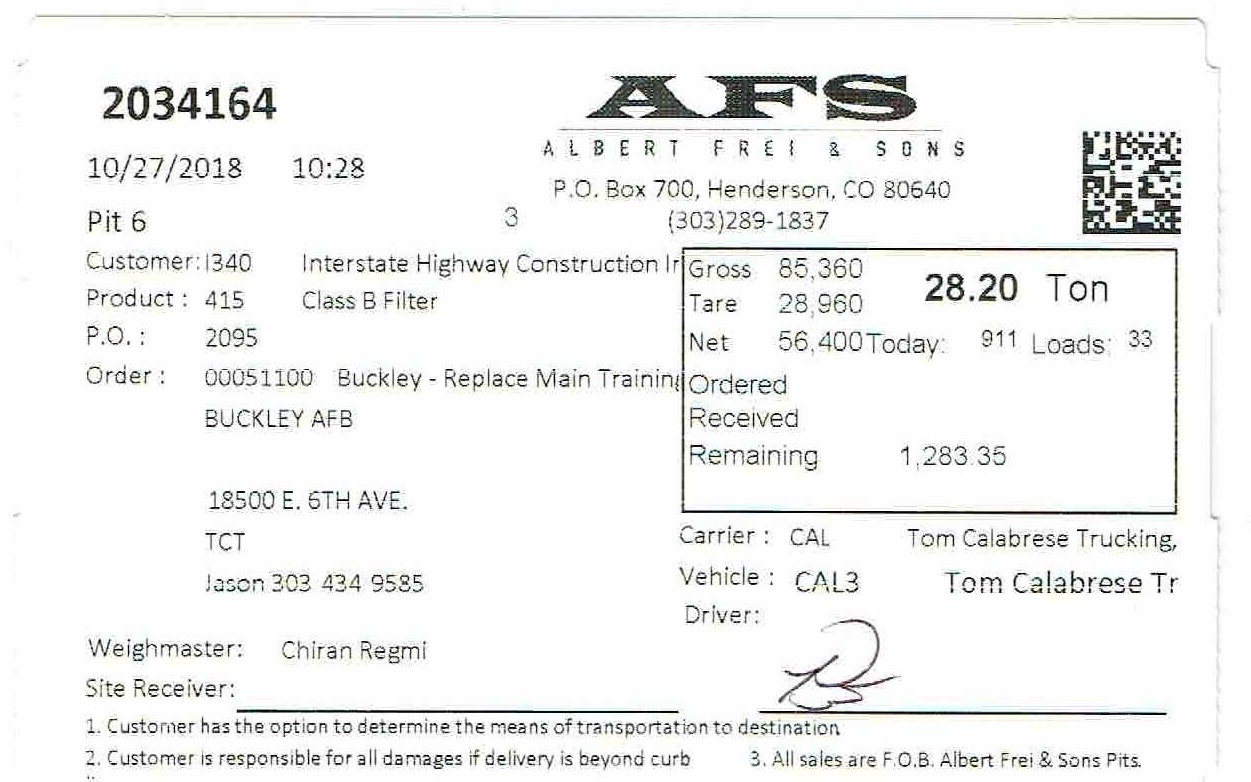 2034164
AFS
ALBERT FREI & SONS
10/27/2018 10:28
P.O. Box 700, Henderson, CO 80640
Pit 6 3 (303)289-1837
Customer: I340 Interstate Highway Construction Ir
Product : 415 Class B Filter
P.O. : 2095
Order : 00051100 Buckley - Replace Main Training
BUCKLEY AFB
18500 E. 6TH AVE.
TCT
Jason 303 434 9585
Gross 85,360 28.20 Ton
Tare 28,960
Net 56,400 Today: 911 Loads: 33
Ordered
Received
Remaining 1,283.35
Carrier : CAL Tom Calabrese Trucking,
Vehicle : CAL3 Tom Calabrese Tr
Driver:
Weighmaster: Chiran Regmi
Site Receiver:
1. Customer has the option to determine the means of transportation to destination
2. Customer is responsible for all damages if delivery is beyond curb 3. All sales are F.O.B. Albert Frei & Sons Pits.